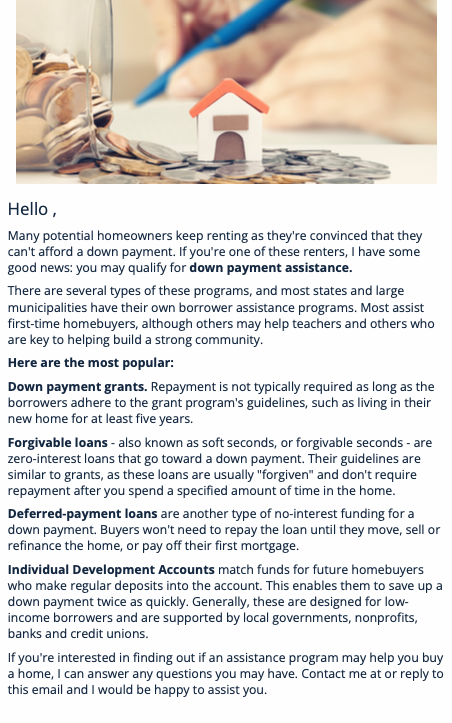 Hello ,
Many potential homeowners keep renting as they're convinced that they
can't afford a down payment. If you're one of these renters, I have some
good news: you may qualify for down payment assistance.
There are several types of these programs, and most states and large
municipalities have their own borrower assistance programs. Most assist
first-time homebuyers, although others may help teachers and others who
are key to helping build a strong community.
Here are the most popular:
Down payment grants. Repayment is not typically required as long as the
borrowers adhere to the grant program's guidelines, such as living in their
new home for at least five years.
Forgivable loans - also known as soft seconds, or forgivable seconds - are
zero-interest loans that go toward a down payment. Their guidelines are
similar to grants, as these loans are usually "forgiven" and don't require
repayment after you spend a specified amount of time in the home.
Deferred-payment loans are another type of no-interest funding for a
down payment. Buyers won't need to repay the loan until they move, sell or
refinance the home, or pay off their first mortgage.
Individual Development Accounts match funds for future homebuyers
who make regular deposits into the account. This enables them to save up a
down payment twice as quickly. Generally, these are designed for low-
income borrowers and are supported by local governments, nonprofits,
banks and credit unions.
If you're interested in finding out if an assistance program may help you buy
a home, I can answer any questions you may have. Contact me at or reply to
this email and I would be happy to assist you.